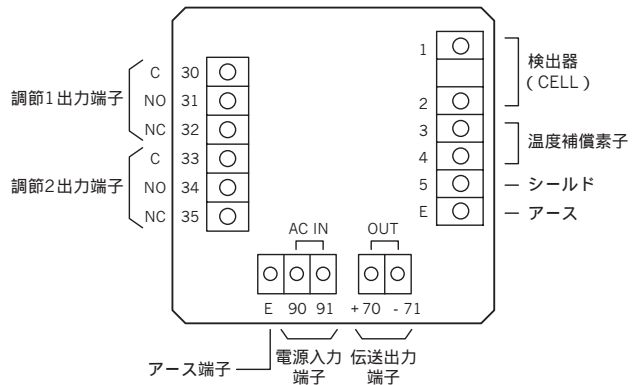 調節1出力端子
C 30
NO 31
NC 32
調節2出力端子
C 33
NO 34
NC 35
1
2
検出器
(CELL)
3
4
温度補償素子
5
シールド
E
アース
AC IN
OUT
E 90 91 +70 -71
アース端子
電源入力
端子
伝送出力
端子